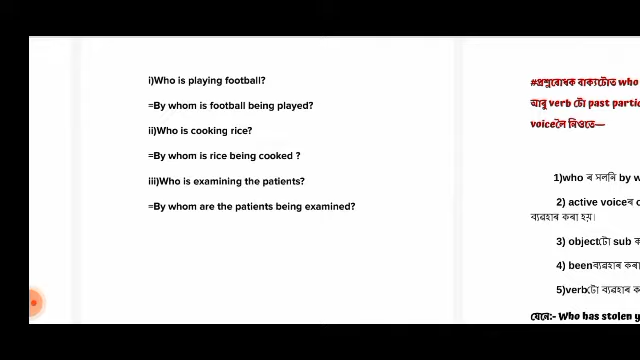 i)Who is playing football?
=By whom is football being played?
ii)Who is cooking rice?
=By whom is rice being cooked ?
iii)Who is examining the patients?
=By whom are the patients being examined?
#প্ৰশ্নবোধক বাক্যটোত who
আৰু verb টো past
voiceলৈ নিওতে—
1)who ৰ সলনি by
2) active voiceৰ
ব্যৱহাৰ কৰা হয়।
3) objectটো sub
4) beenব্যৱহাৰ
5)verbটো ব্যৱহাৰ
যেনে:- Who has stolen